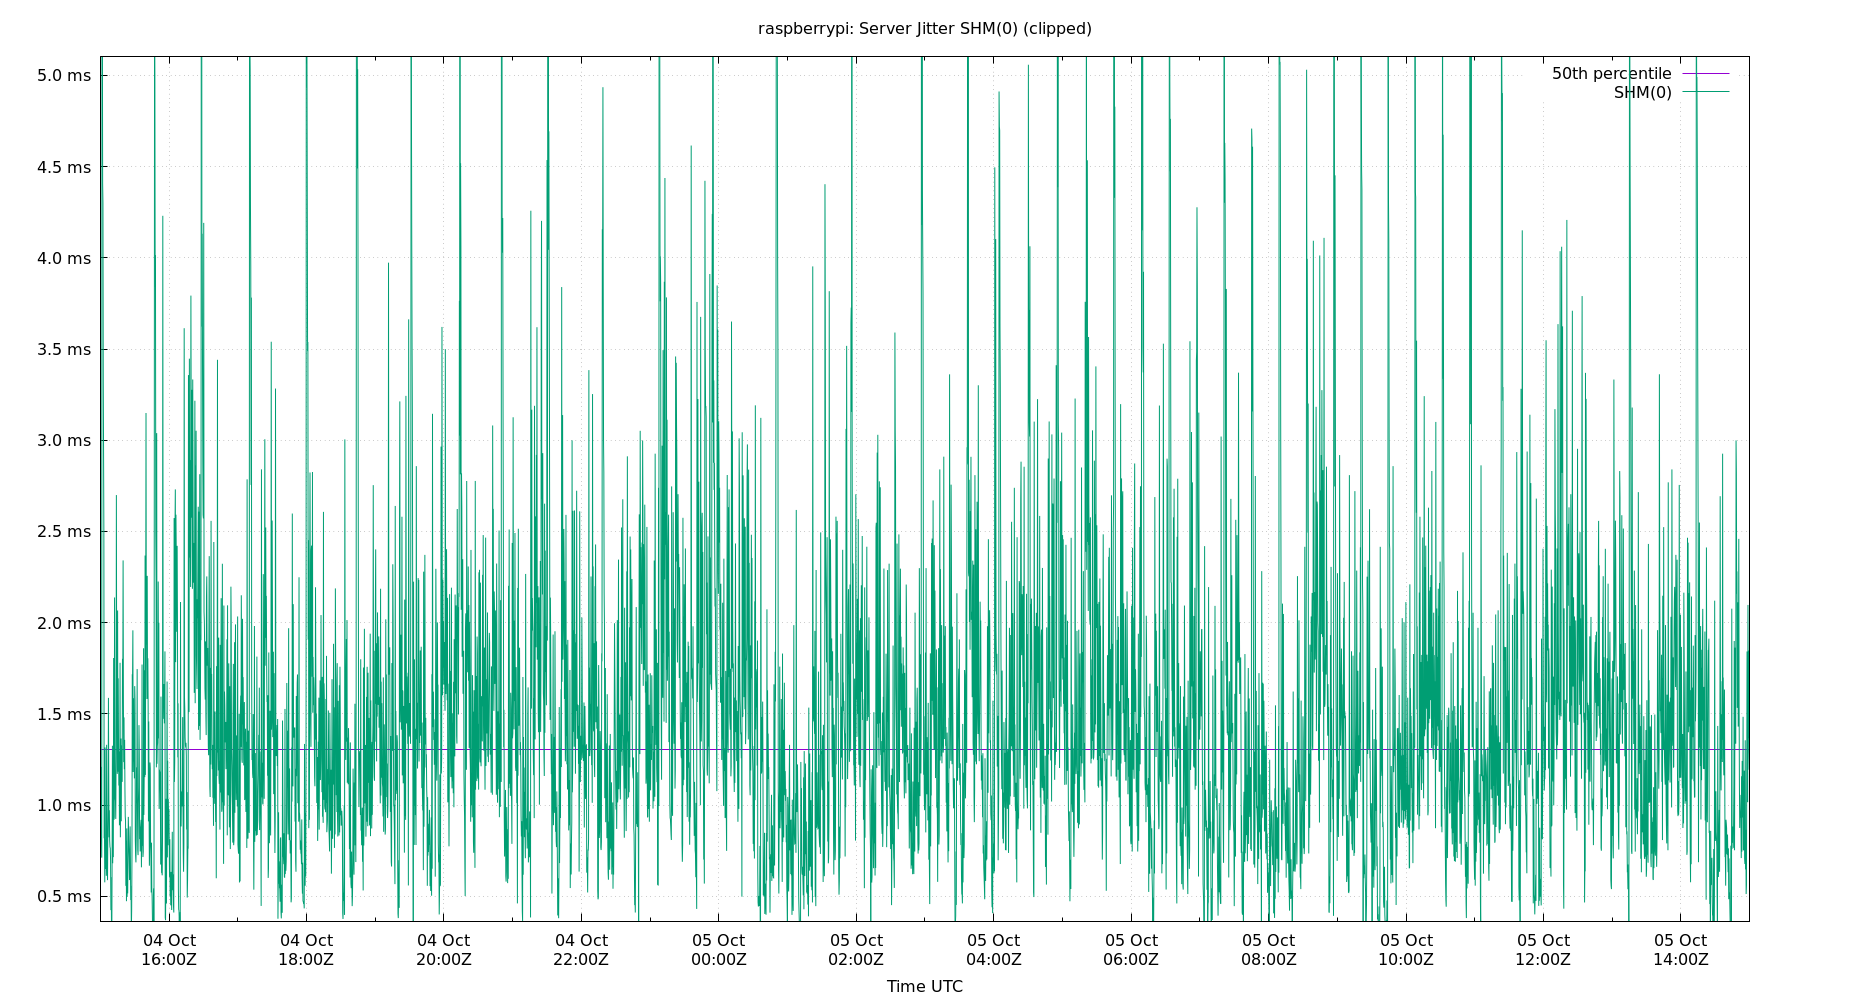 raspberrypi: Server Jitter SHM(0) (clipped)
5.0 ms
50th percentile
SHM(0)
4.5 ms
4.0 ms
3.5 ms
3.0 ms
2.5 ms
2.0 ms
1.5 ms
1.0 ms
0.5 ms
04 Oct 04 Oct 04 Oct 04 Oct 05 Oct 05 Oct 05 Oct 05 Oct 05 Oct 05 Oct 05 Oct 05 Oct
16:00Z 18:00Z 20:00Z 22:00Z 00:00Z 02:00Z 04:00Z 06:00Z 08:00Z 10:00Z 12:00Z 14:00Z
Time UTC